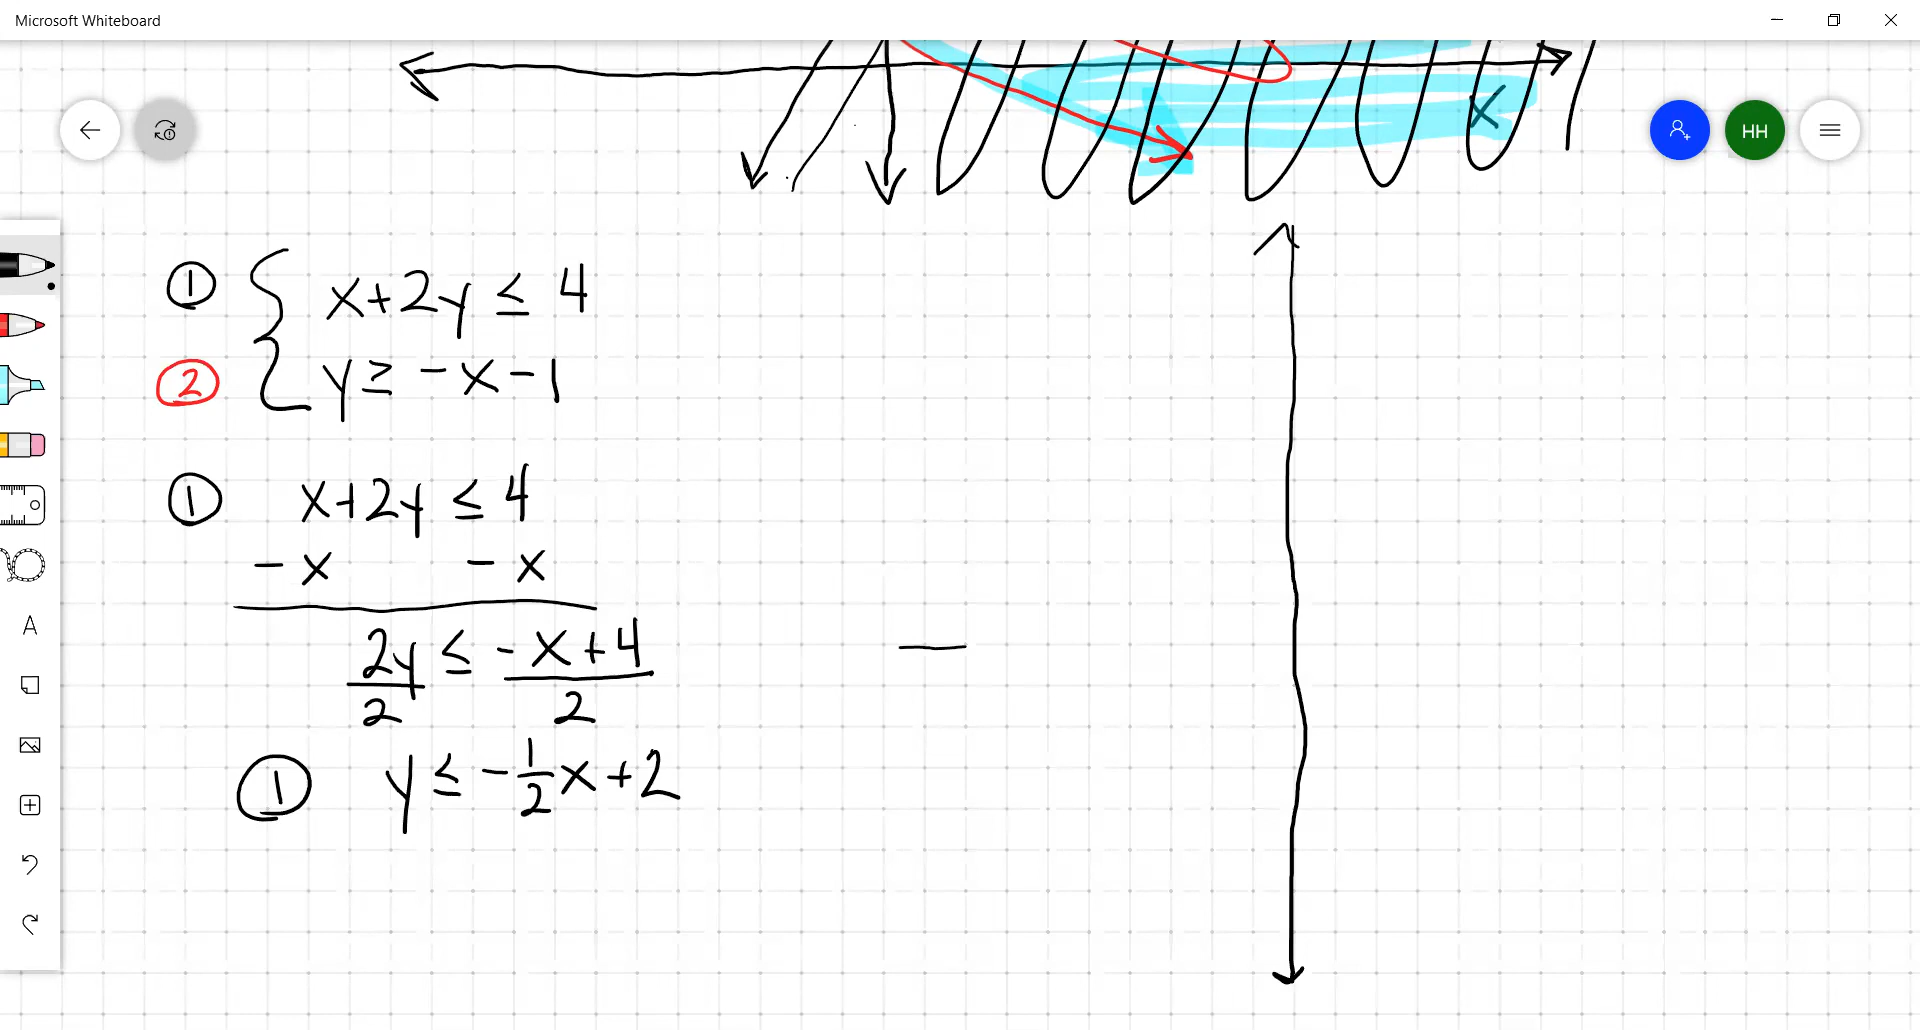 Microsoft Whiteboard
x
HH
① { x+2y ≤ 4
② y ≥ -x-1
① x+2y ≤ 4
-x -x
2y ≤ -x+4
2 2
① y ≤ -1/2x+2
A